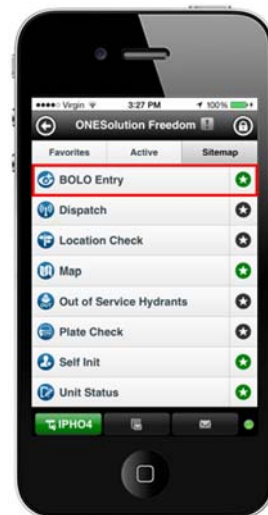 Virgin 3:27 PM 100%
ONESolution Freedom !
Favorites Active Sitemap
BOLO Entry
Dispatch
Location Check
Map
Out of Service Hydrants
Plate Check
Self Init
Unit Status
IPHO4